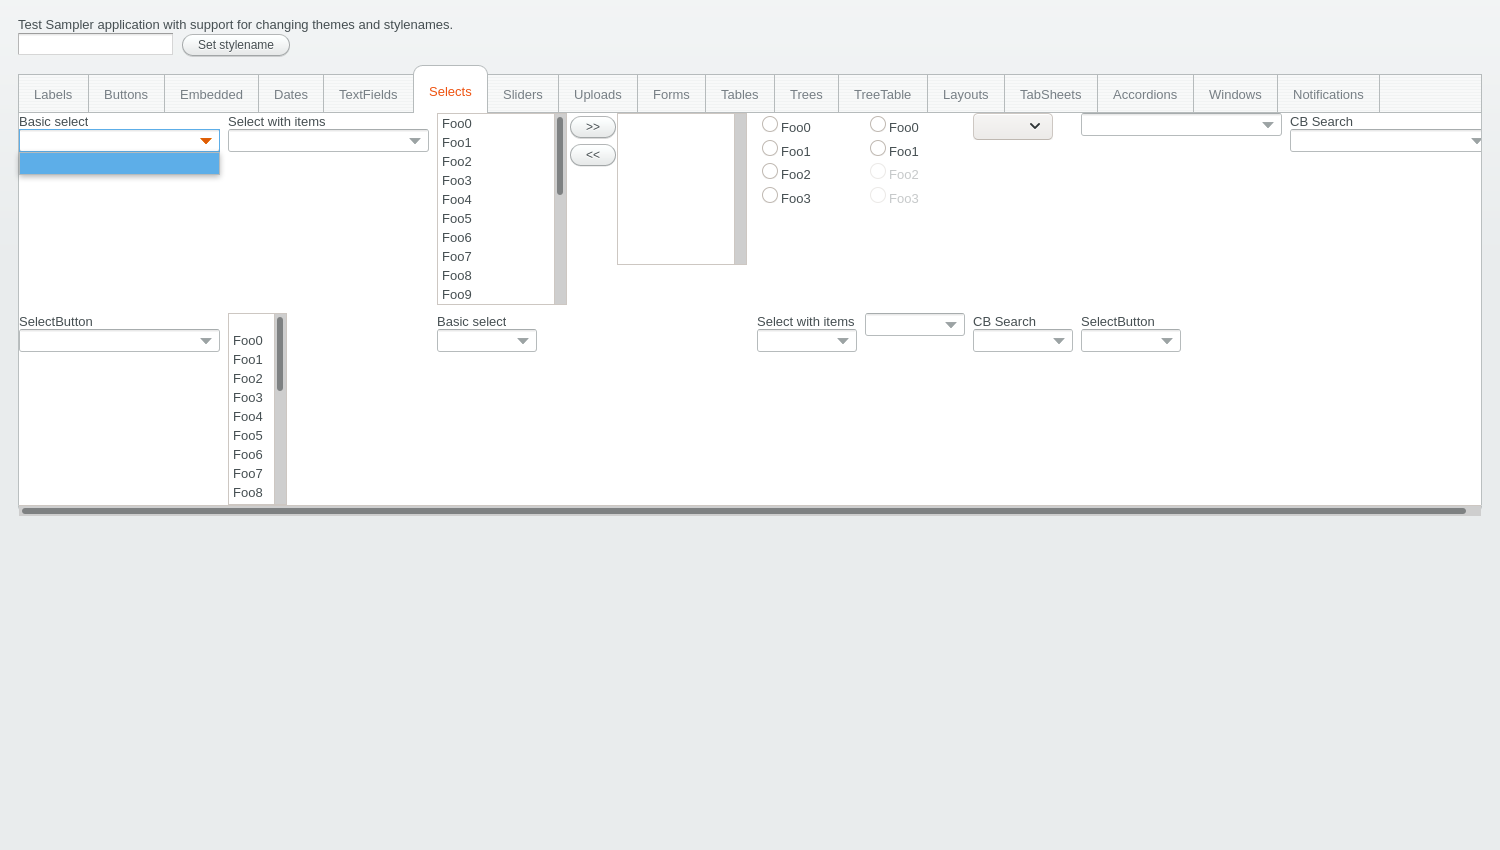 Test Sampler application with support for changing themes and stylenames.
Set stylename
Labels Buttons Embedded Dates TextFields Selects Sliders Uploads Forms Tables Trees TreeTable Layouts TabSheets Accordions Windows Notifications
Basic select
Select with items
Foo0
Foo1
Foo2
Foo3
Foo4
Foo5
Foo6
Foo7
Foo8
Foo9
>>
<<
Foo0
Foo1
Foo2
Foo3
Foo0
Foo1
Foo2
Foo3
CB Search
SelectButton
Foo0
Foo1
Foo2
Foo3
Foo4
Foo5
Foo6
Foo7
Foo8
Basic select
Select with items
CB Search
SelectButton